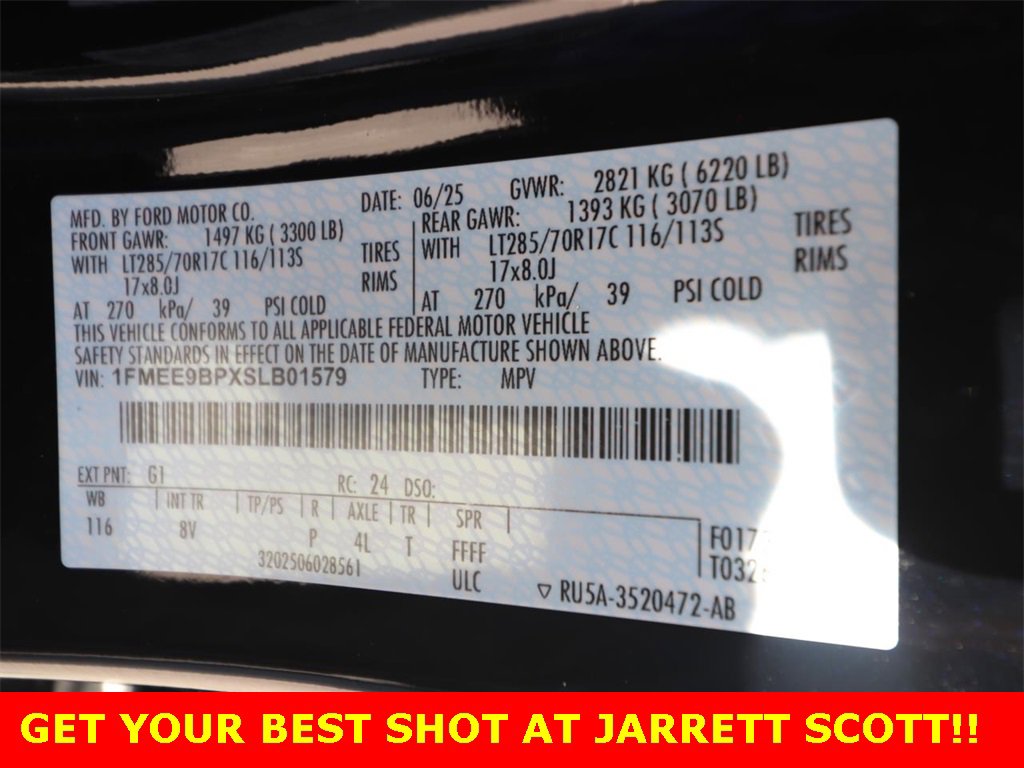 MFD. BY FORD MOTOR CO. DATE: 06/25 GVWR: 2821 KG ( 6220 LB)
FRONT GAWR: 1497 KG ( 3300 LB) REAR GAWR: 1393 KG ( 3070 LB)
WITH LT285/70R17C 116/113S TIRES WITH LT285/70R17C 116/113S TIRES
17x8.0J RIMS 17x8.0J RIMS
AT 270 kPa/ 39 PSI COLD AT 270 kPa/ 39 PSI COLD
THIS VEHICLE CONFORMS TO ALL APPLICABLE FEDERAL MOTOR VEHICLE
SAFETY STANDARDS IN EFFECT ON THE DATE OF MANUFACTURE SHOWN ABOVE.
VIN: 1FMEE9BPXSLB01579 TYPE: MPV
EXT PNT: G1 RC: 24 DSO:
WB INT TR TP/PS R AXLE TR SPR
116 8V P 4L T FFFF
3202506028561 ULC
▽ RU5A-3520472-AB
GET YOUR BEST SHOT AT JARRETT SCOTT!!